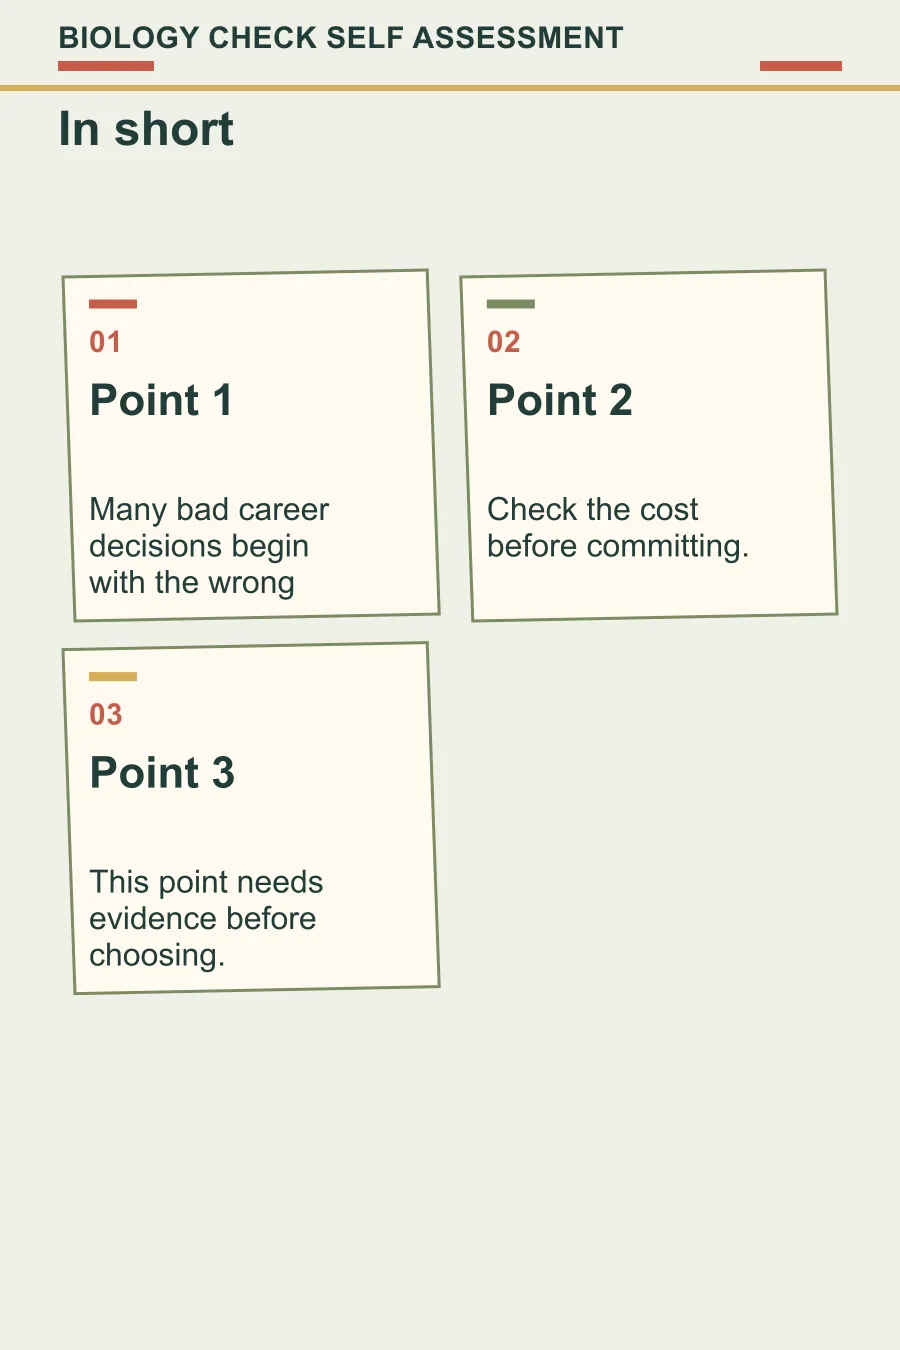 BIOLOGY CHECK SELF ASSESSMENT
In short
01
Point 1
Many bad career
decisions begin
with the wrong
02
Point 2
Check the cost
before committing.
03
Point 3
This point needs
evidence before
choosing.